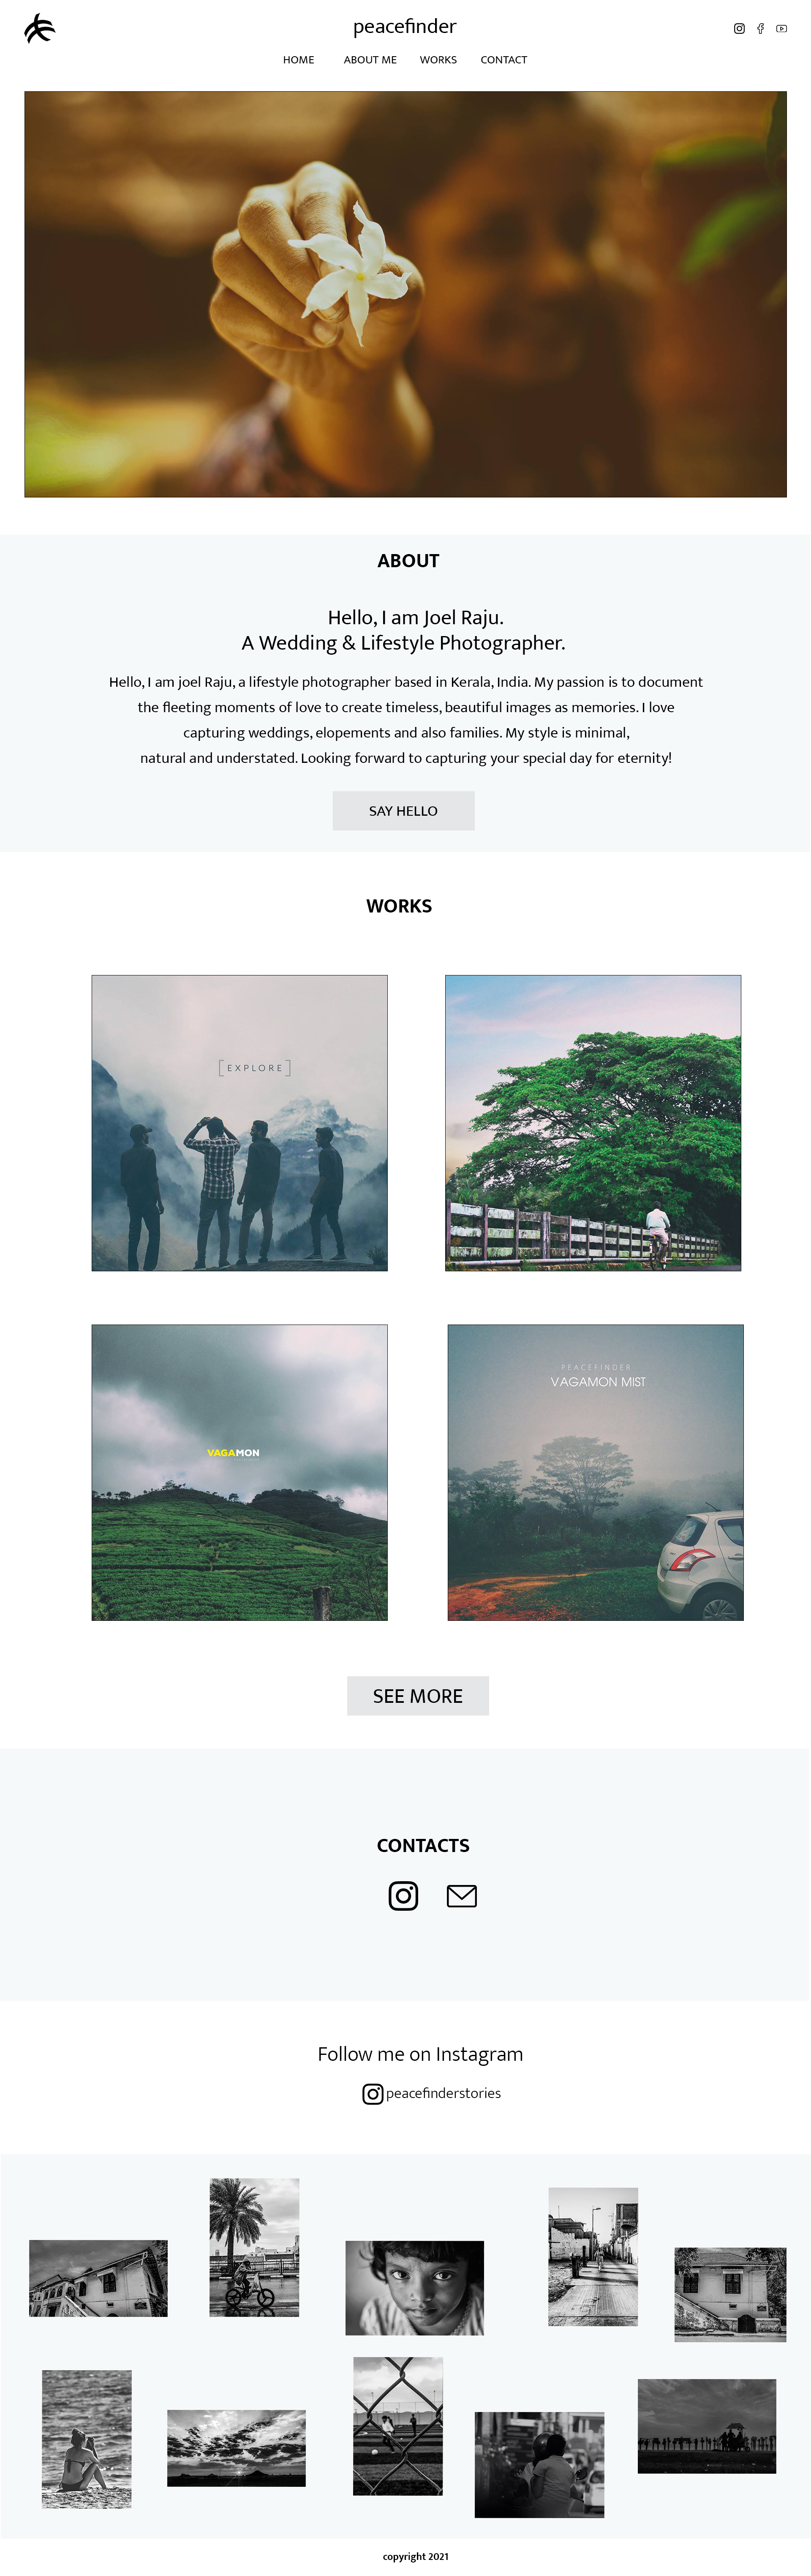 peacefinder
HOME ABOUT ME WORKS CONTACT
ABOUT
Hello, I am Joel Raju.
A Wedding & Lifestyle Photographer.
Hello, I am joel Raju, a lifestyle photographer based in Kerala, India. My passion is to document
the fleeting moments of love to create timeless, beautiful images as memories. I love
capturing weddings, elopements and also families. My style is minimal,
natural and understated. Looking forward to capturing your special day for eternity!
SAY HELLO
WORKS
[EXPLORE]
VAGAMON
PEACEFINDER
VAGAMON MIST
SEE MORE
CONTACTS
Follow me on Instagram
peacefinderstories
copyright 2021